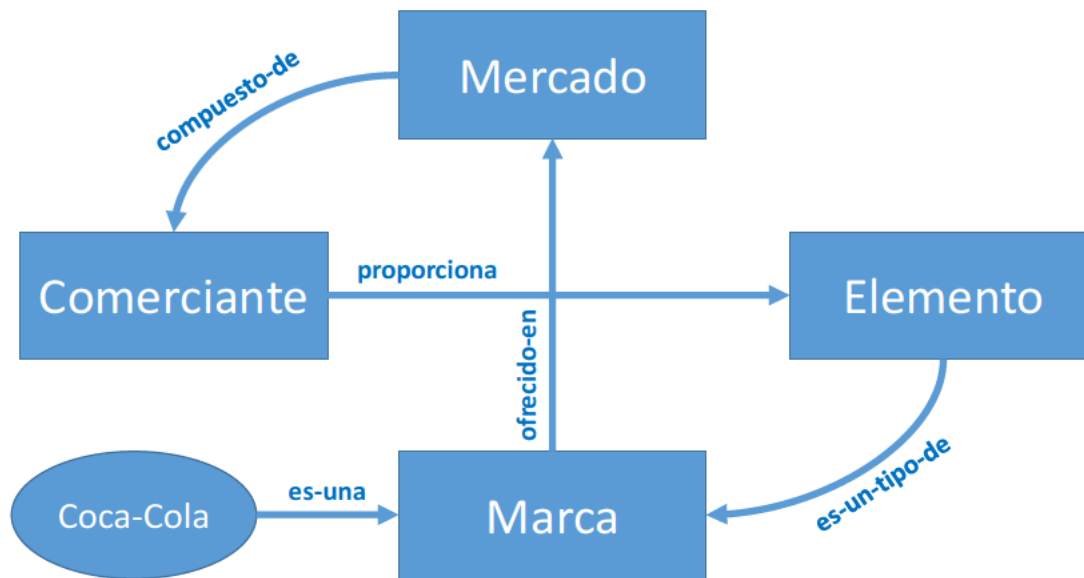 Mercado
compuesto-de
Comerciante
proporciona
Elemento
ofrecido-en
es-un-tipo-de
Coca-Cola
es-una
Marca